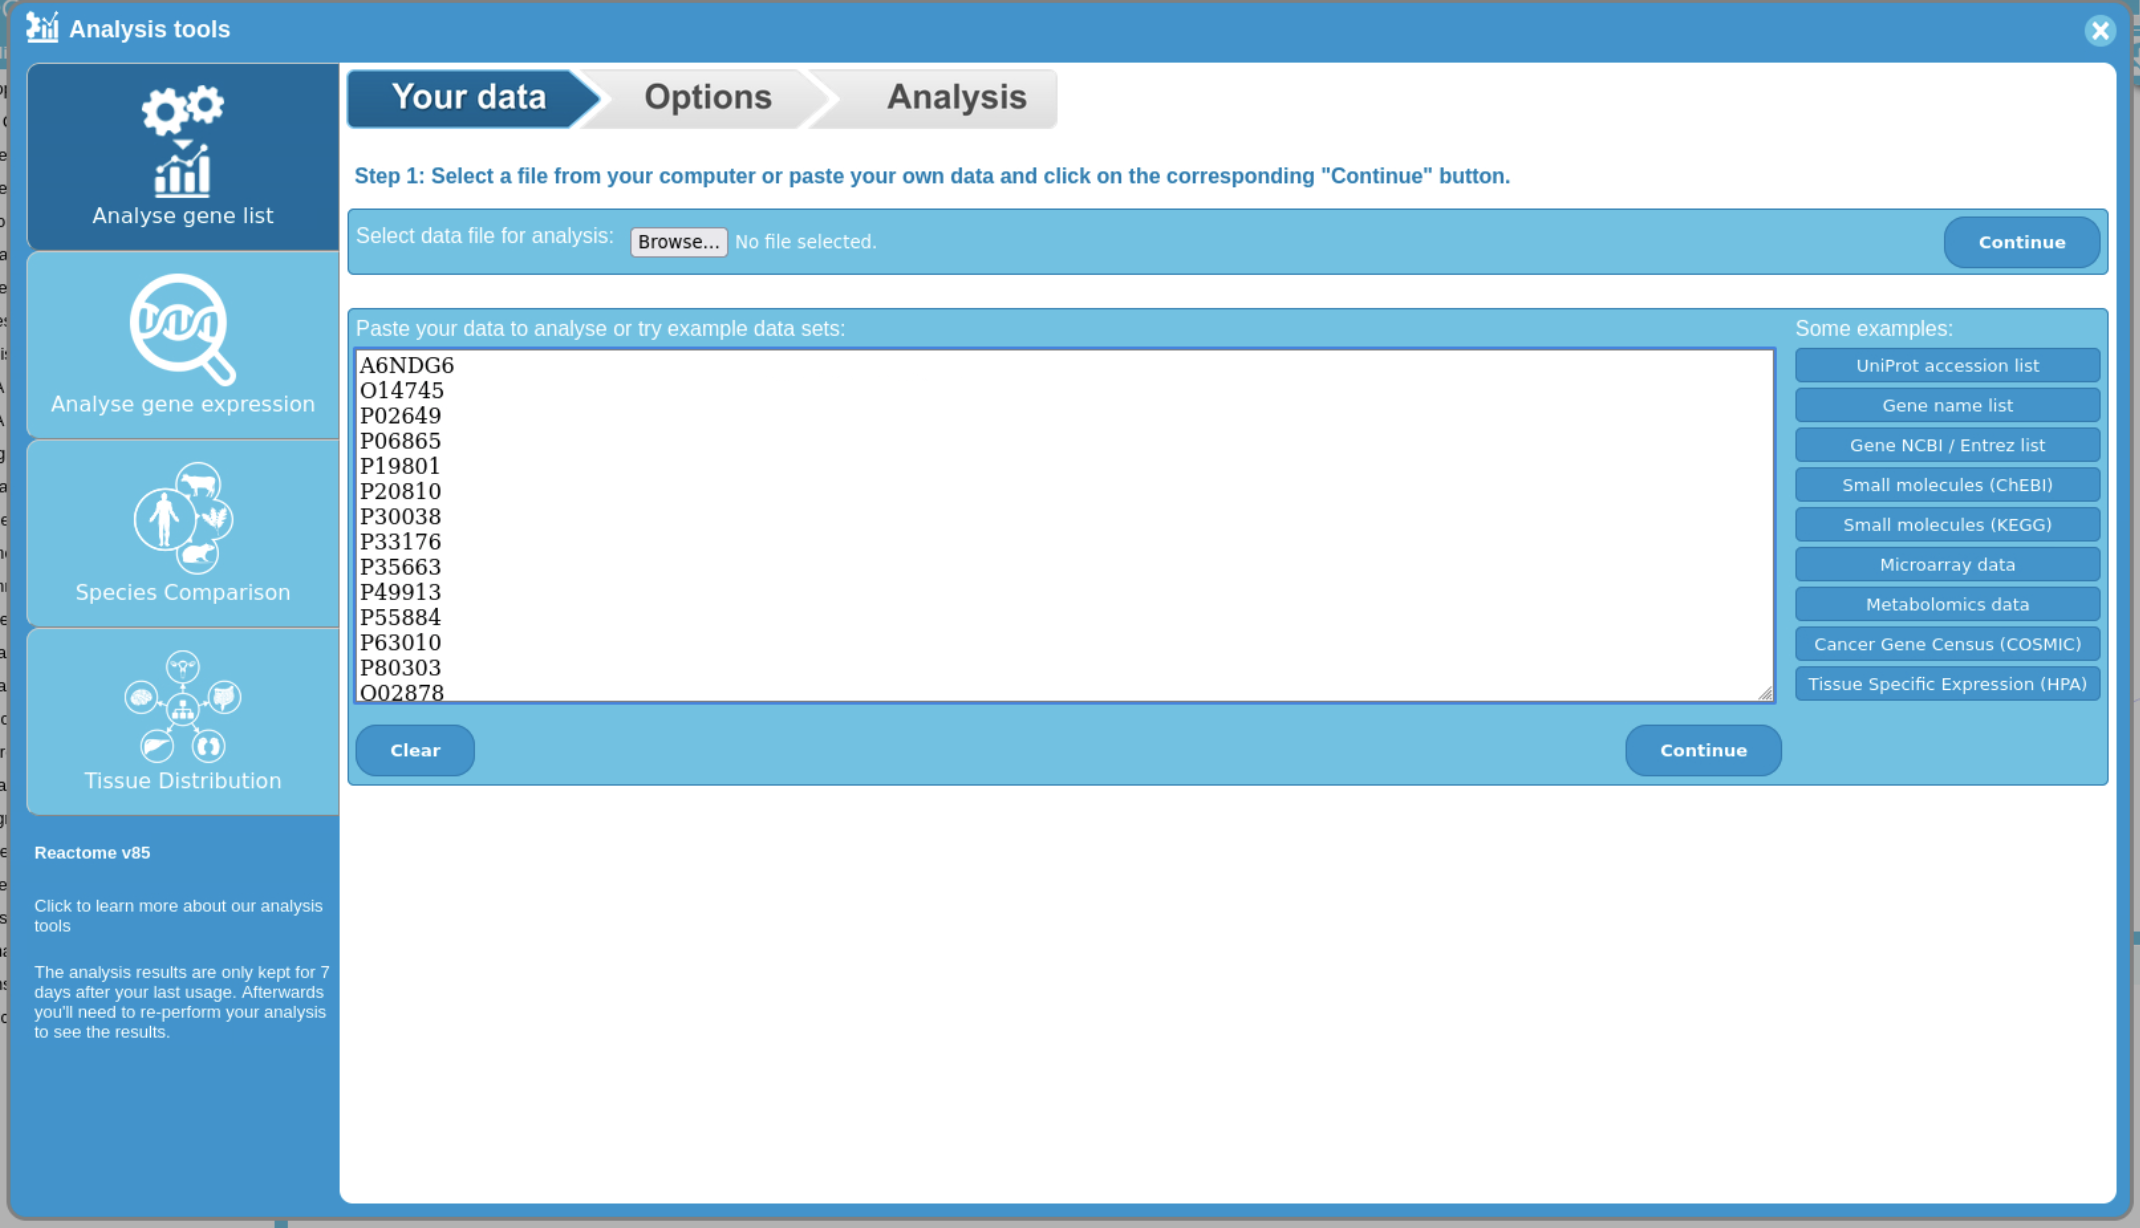 Analysis tools
Analyse gene list
Analyse gene expression
Species Comparison
Tissue Distribution
Reactome v85
Click to learn more about our analysis
tools
The analysis results are only kept for 7
days after your last usage. Afterwards
you'll need to re-perform your analysis
to see the results.
Your data
Options
Analysis
Step 1: Select a file from your computer or paste your own data and click on the corresponding "Continue" button.
Select data file for analysis:
Browse...
No file selected.
Continue
Paste your data to analyse or try example data sets:
A6NDG6
O14745
P02649
P06865
P19801
P20810
P30038
P33176
P35663
P49913
P55884
P63010
P80303
Q02878
Clear
Continue
Some examples:
UniProt accession list
Gene name list
Gene NCBI / Entrez list
Small molecules (ChEBI)
Small molecules (KEGG)
Microarray data
Metabolomics data
Cancer Gene Census (COSMIC)
Tissue Specific Expression (HPA)